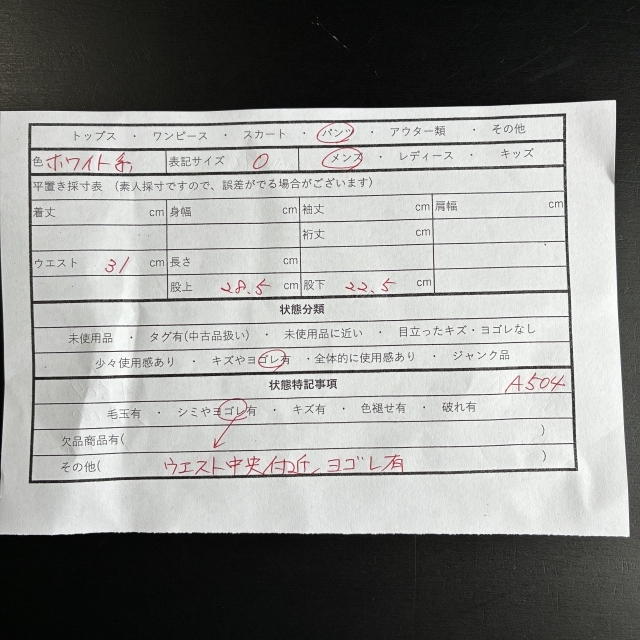 トップス ・ ワンピース ・ スカート ・ パンツ ・ アウター類 ・ その他
色 ホワイト系 表記サイズ 0 メンズ ・ レディース ・ キッズ
平置き採寸表 (素人採寸ですので、誤差がでる場合がございます)
着丈 cm 身幅 cm 袖丈 cm 肩幅 cm
裄丈 cm
ウエスト 31 cm 長さ cm
股上 28.5 cm 股下 22.5 cm
状態分類
未使用品 ・ タグ有(中古品扱い) ・ 未使用品に近い ・ 目立ったキズ・ヨゴレなし
少々使用感あり ・ キズやヨゴレ有 ・全体的に使用感あり ・ ジャンク品
状態特記事項 A504
毛玉有 ・ シミやヨゴレ有 ・ キズ有 ・ 色褪せ有 ・ 破れ有
欠品商品有( )
その他( ウエスト中央付近、ヨゴレ有 )